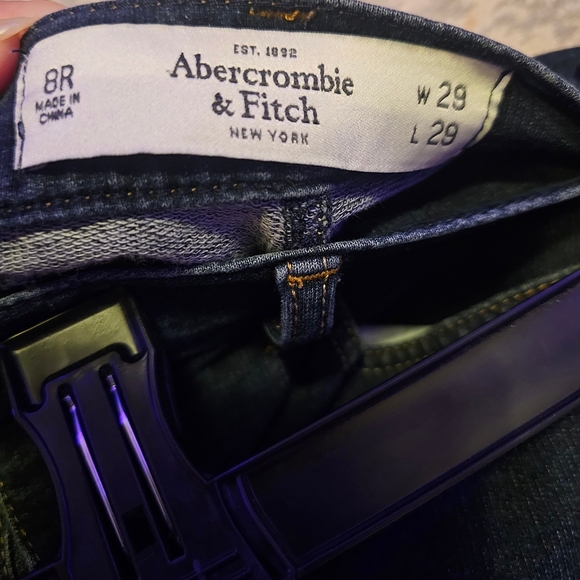 EST. 1892
Abercrombie
& Fitch
NEW YORK
8R
MADE IN
CHINA
W 29
L 29